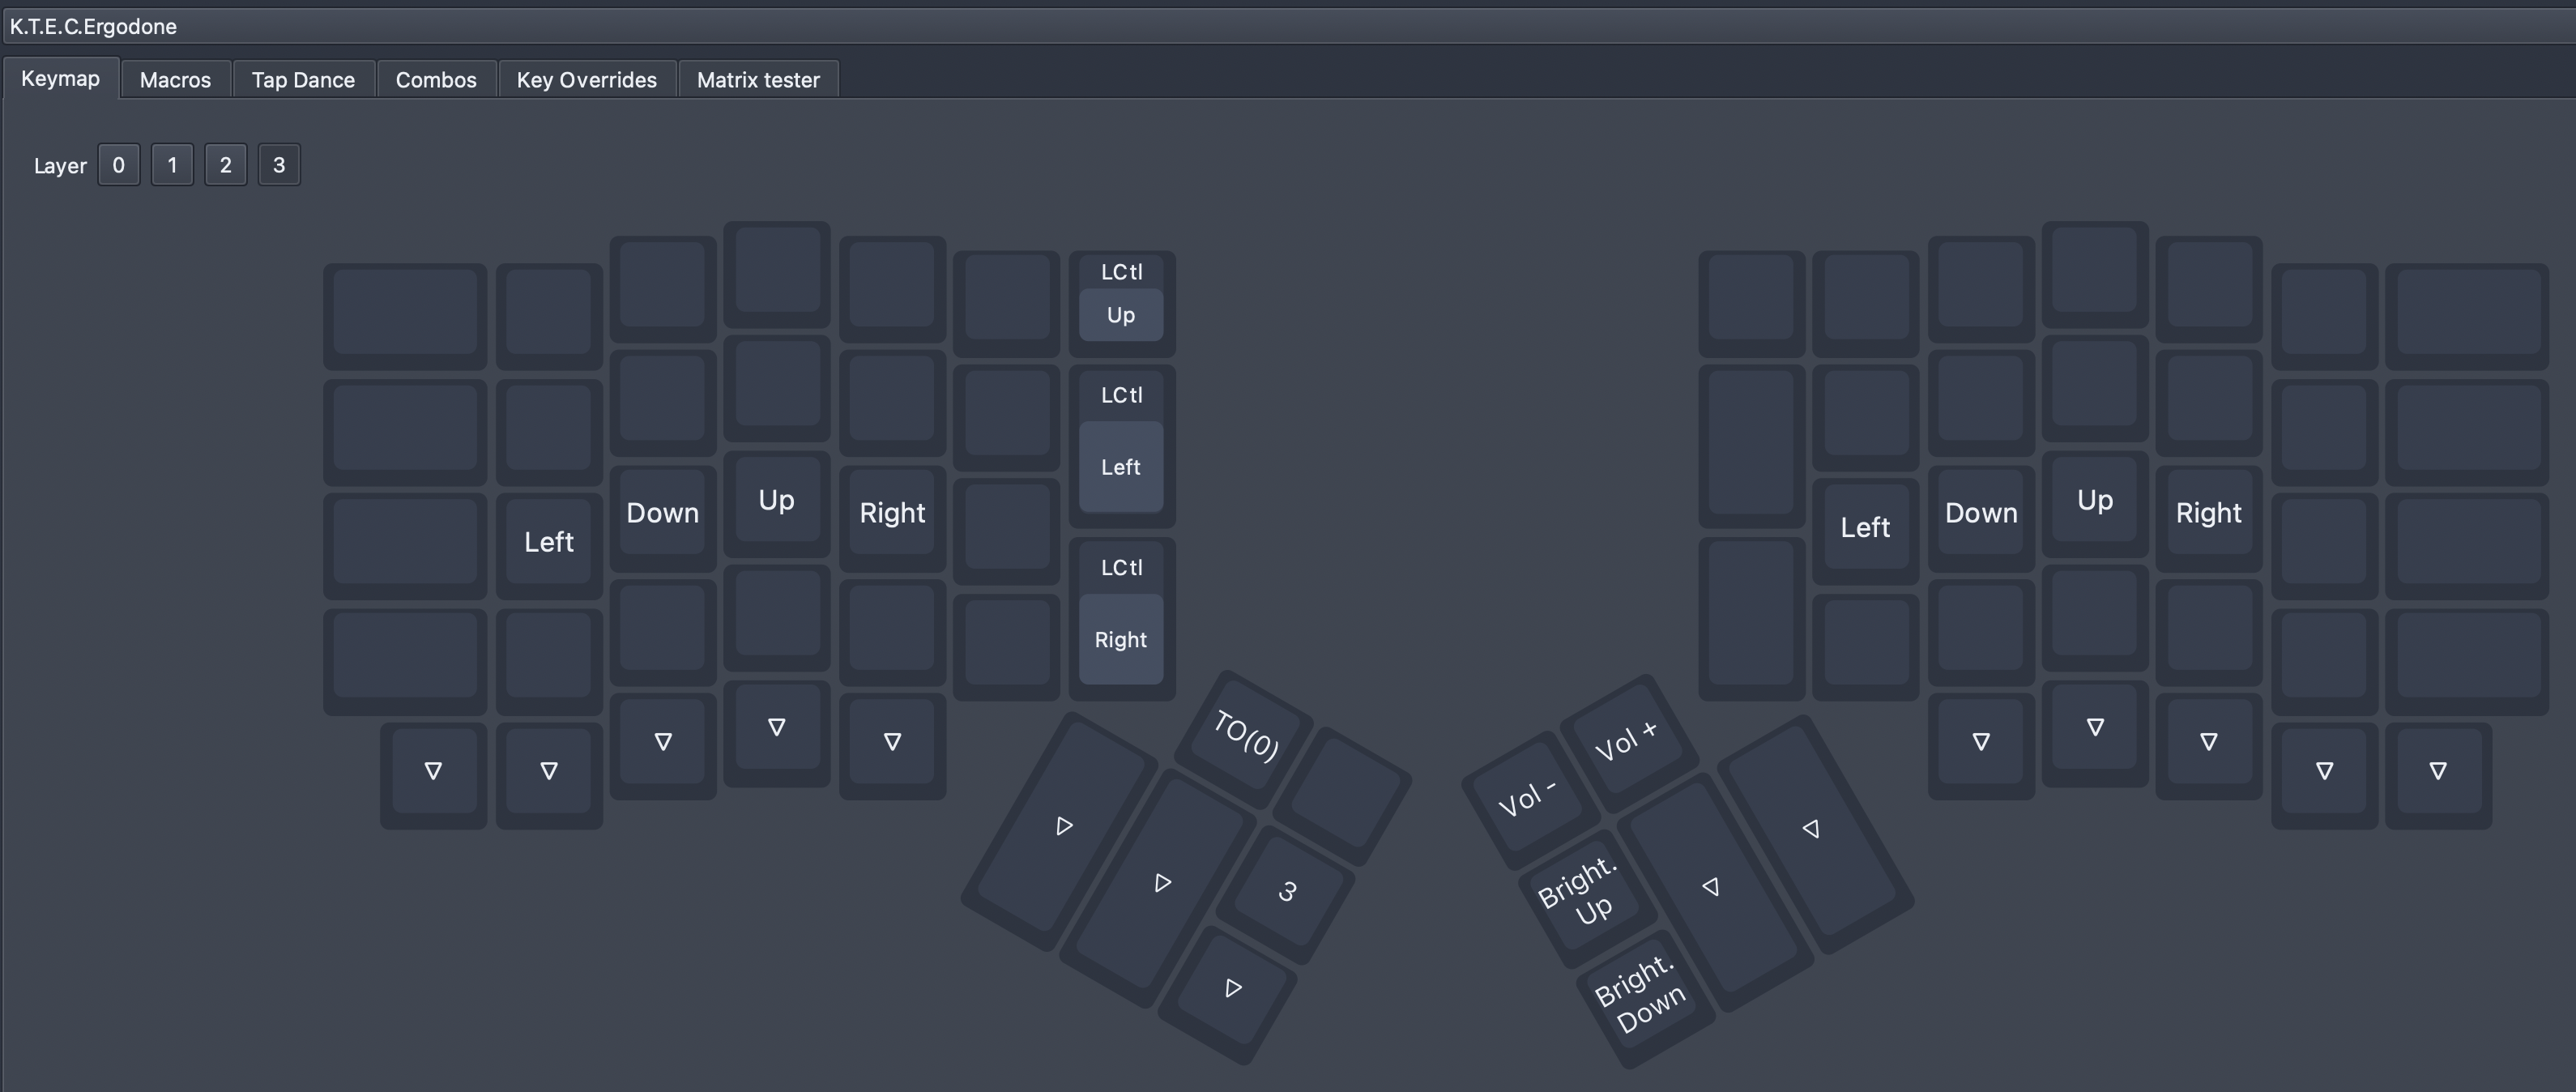 K.T.E.C.Ergodone
Keymap
Macros
Tap Dance
Combos
Key Overrides
Matrix tester
Layer
0
1
2
3
LCtl
Up
LCtl
Left
LCtl
Right
Left
Down
Up
Right
Left
Down
Up
Right
▽
▽
▽
▽
▽
▽
▽
▽
▽
▽
TO(0)
▷
▷
3
▷
Vol -
Vol +
Bright.
Up
Bright.
Down
◁
◁